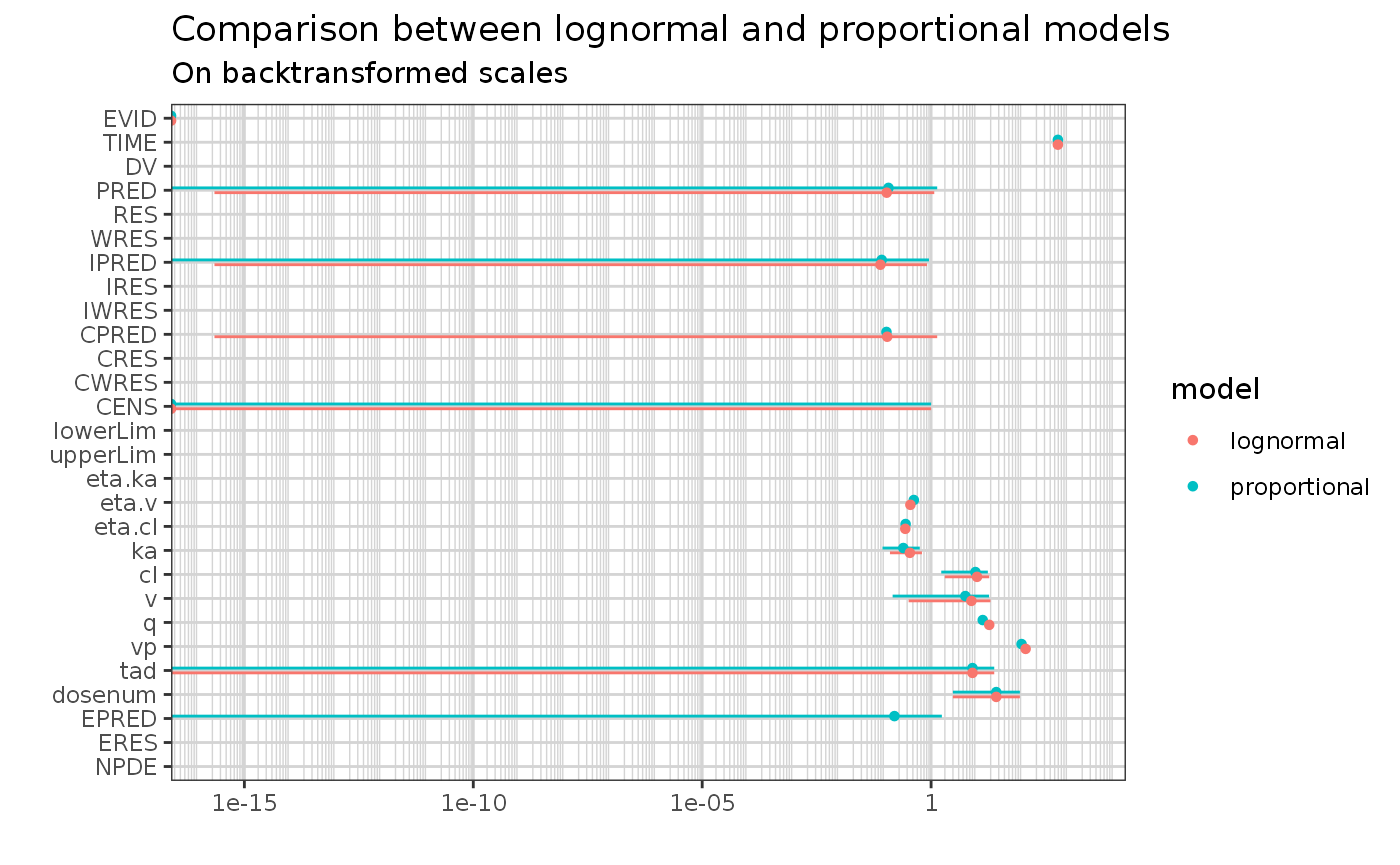 Comparison between lognormal and proportional models
On backtransformed scales
EVID
TIME
DV
PRED
RES
WRES
IPRED
IRES
IWRES
CPRED
CRES
CWRES
CENS
lowerLim
upperLim
eta.ka
eta.v
eta.cl
ka
cl
v
q
vp
tad
dosenum
EPRED
ERES
NPDE
1e-15 1e-10 1e-05 1
model
lognormal
proportional